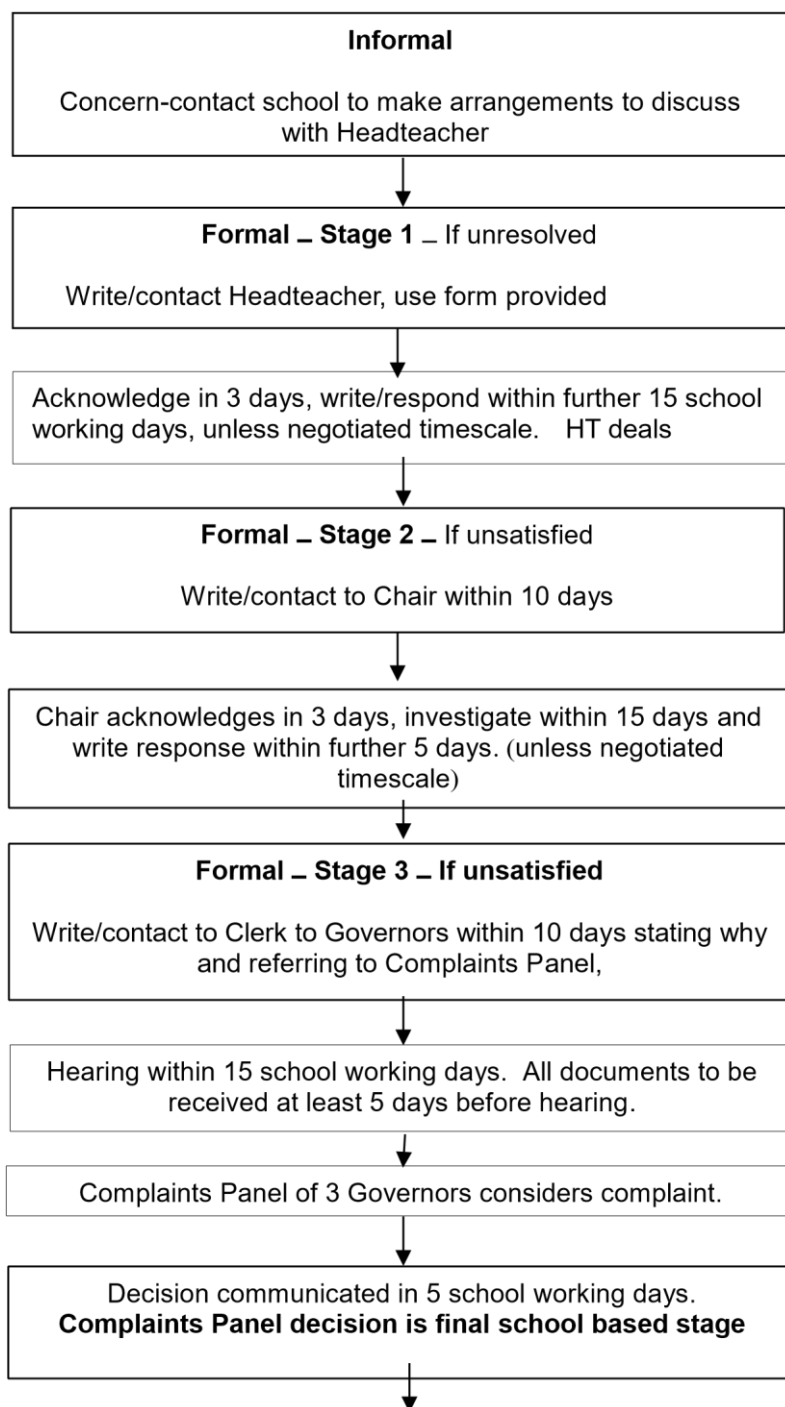 Informal
Concern-contact school to make arrangements to discuss
with Headteacher
Formal – Stage 1 – If unresolved
Write/contact Headteacher, use form provided
Acknowledge in 3 days, write/respond within further 15 school
working days, unless negotiated timescale.    HT deals
Formal – Stage 2 – If unsatisfied
Write/contact to Chair within 10 days
Chair acknowledges in 3 days, investigate within 15 days and
write response within further 5 days. (unless negotiated
timescale)
Formal – Stage 3 – If unsatisfied
Write/contact to Clerk to Governors within 10 days stating why
and referring to Complaints Panel,
Hearing within 15 school working days.  All documents to be
received at least 5 days before hearing.
Complaints Panel of 3 Governors considers complaint.
Decision communicated in 5 school working days.
Complaints Panel decision is final school based stage